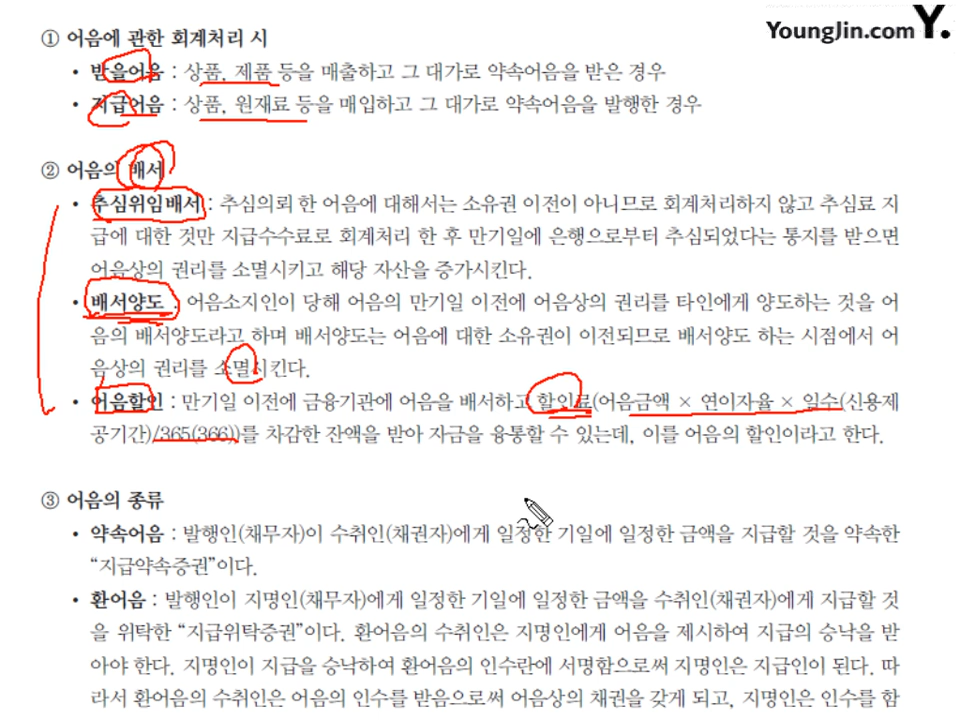 YoungJin.com Y.
① 어음에 관한 회계처리 시
• 받을어음 : 상품, 제품 등을 매출하고 그 대가로 약속어음을 받은 경우
• 지급어음 : 상품, 원재료 등을 매입하고 그 대가로 약속어음을 발행한 경우
② 어음의 배서
• 추심위임배서 : 추심의뢰 한 어음에 대해서는 소유권 이전이 아니므로 회계처리하지 않고 추심료 지
급에 대한 것만 지급수수료로 회계처리 한 후 만기일에 은행으로부터 추심되었다는 통지를 받으면
어음상의 권리를 소멸시키고 해당 자산을 증가시킨다.
• 배서양도 : 어음소지인이 당해 어음의 만기일 이전에 어음상의 권리를 타인에게 양도하는 것을 어
음의 배서양도라고 하며 배서양도는 어음에 대한 소유권이 이전되므로 배서양도 하는 시점에서 어
음상의 권리를 소멸시킨다.
• 어음할인 : 만기일 이전에 금융기관에 어음을 배서하고 할인료(어음금액 × 연이자율 × 일수(신용제
공기간)/365(366))를 차감한 잔액을 받아 자금을 융통할 수 있는데, 이를 어음의 할인이라고 한다.
③ 어음의 종류
• 약속어음 : 발행인(채무자)이 수취인(채권자)에게 일정한 기일에 일정한 금액을 지급할 것을 약속한
“지급약속증권”이다.
• 환어음 : 발행인이 지명인(채무자)에게 일정한 기일에 일정한 금액을 수취인(채권자)에게 지급할 것
을 위탁한 “지급위탁증권”이다. 환어음의 수취인은 지명인에게 어음을 제시하여 지급의 승낙을 받
아야 한다. 지명인이 지급을 승낙하여 환어음의 인수란에 서명함으로써 지명인은 지급인이 된다. 따
라서 환어음의 수취인은 어음의 인수를 받음으로써 어음상의 채권을 갖게 되고, 지명인은 인수를 함